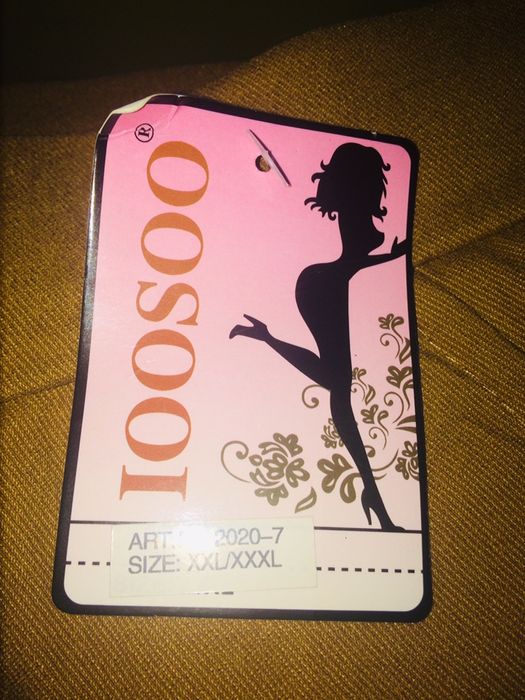 IOOSOO ®
ART. 2020–7
SIZE: XXL/XXXL